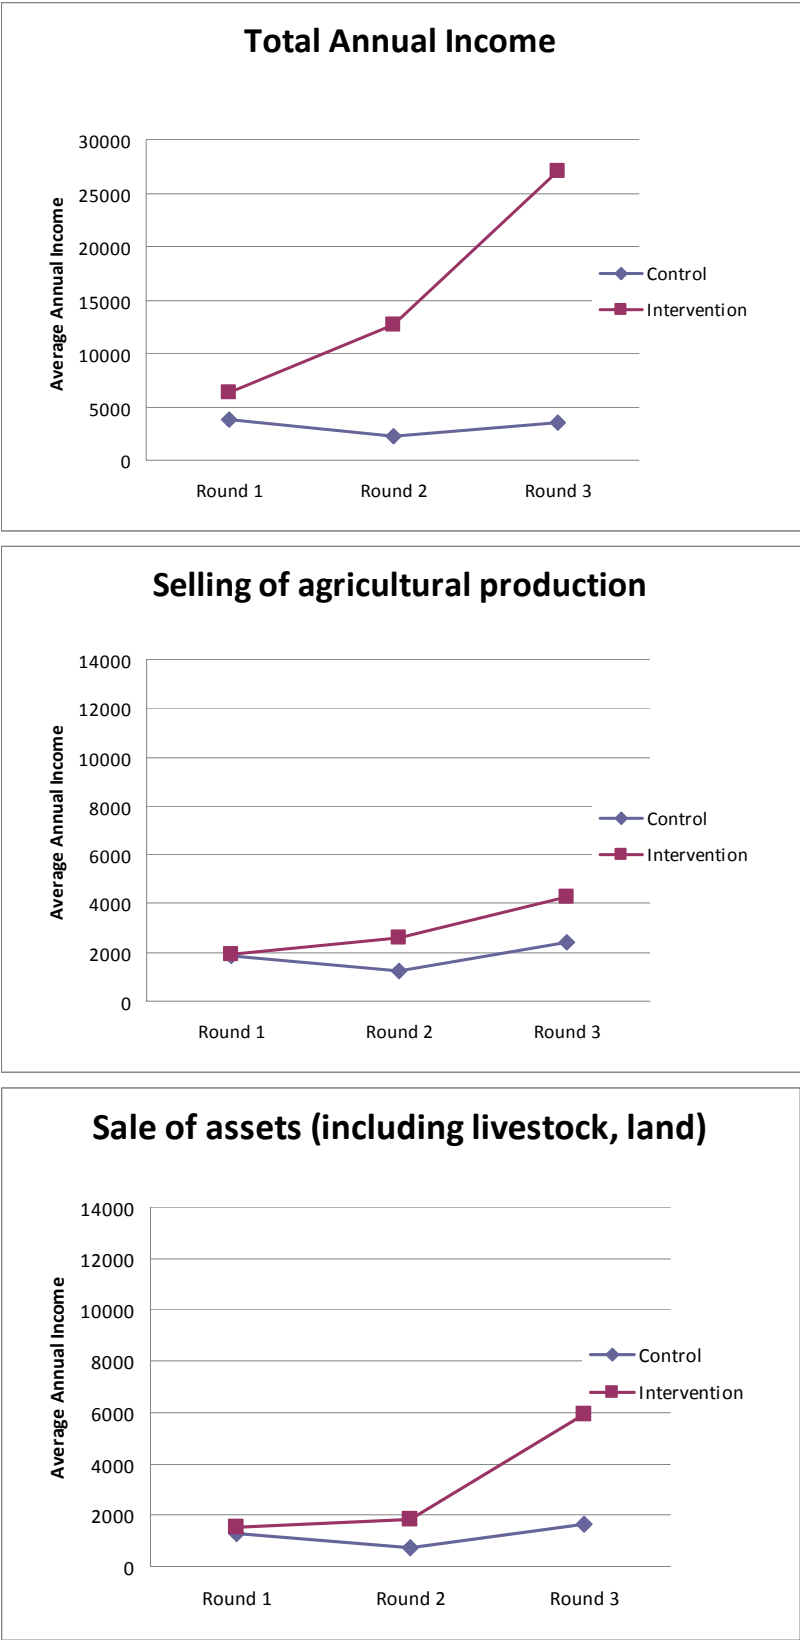 Total Annual Income
30000
25000
20000
15000
10000
5000
0
Average Annual Income
Round 1
Round 2
Round 3
Control
Intervention
Selling of agricultural production
14000
12000
10000
8000
6000
4000
2000
0
Average Annual Income
Round 1
Round 2
Round 3
Control
Intervention
Sale of assets (including livestock, land)
14000
12000
10000
8000
6000
4000
2000
0
Average Annual Income
Round 1
Round 2
Round 3
Control
Intervention